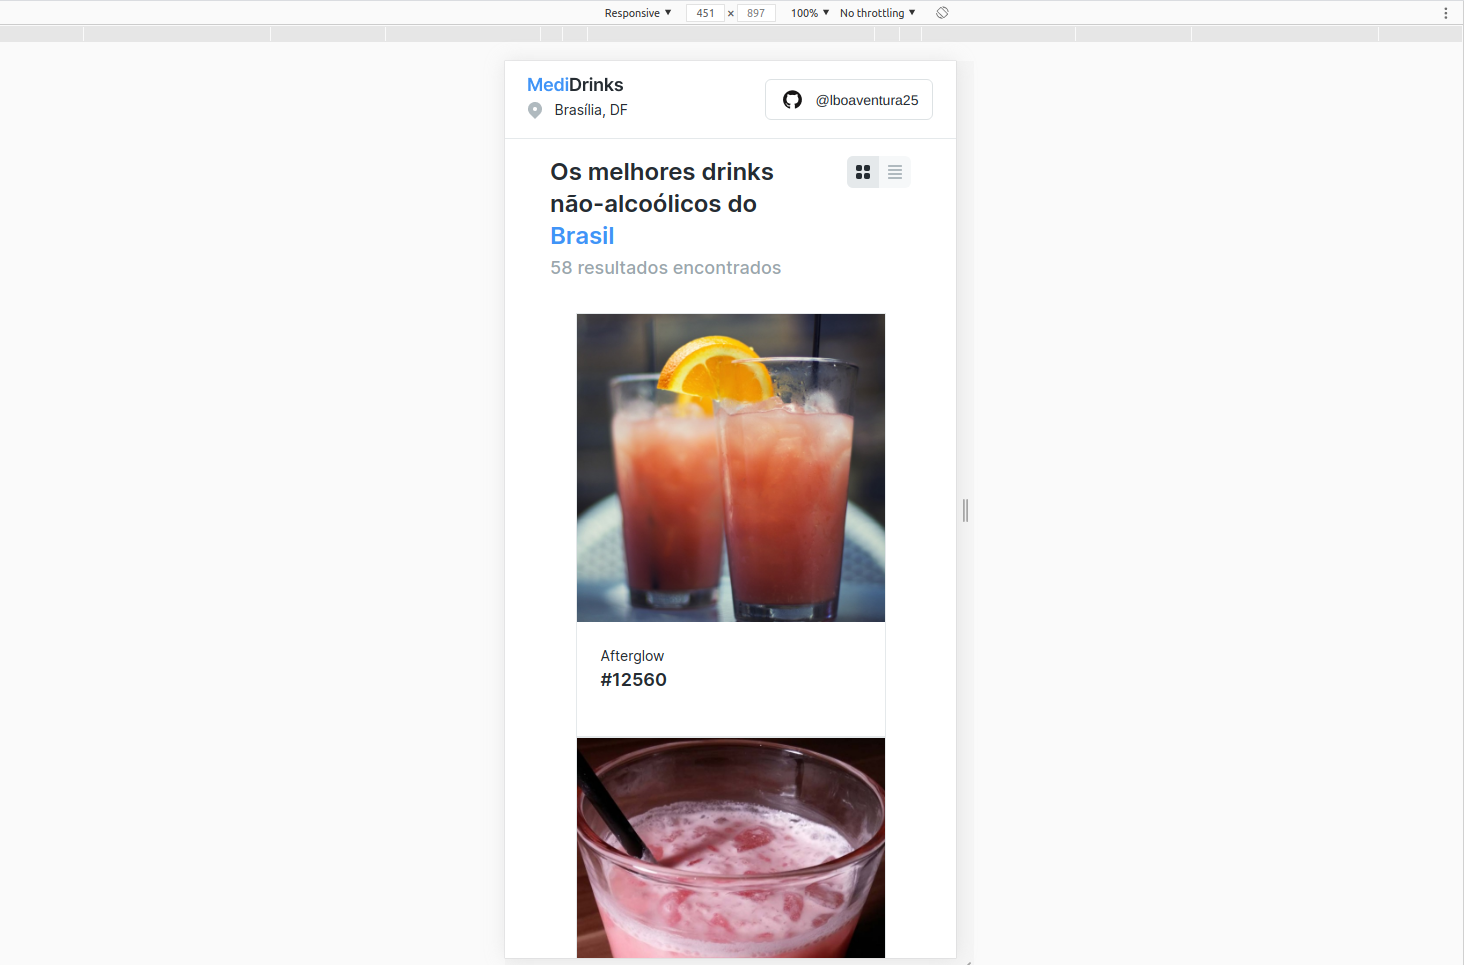 Responsive ▼ 451 × 897 100% ▼ No throttling ▼
MediDrinks
Brasília, DF
@lboaventura25
Os melhores drinks
não-alcoólicos do
Brasil
58 resultados encontrados
Afterglow
#12560